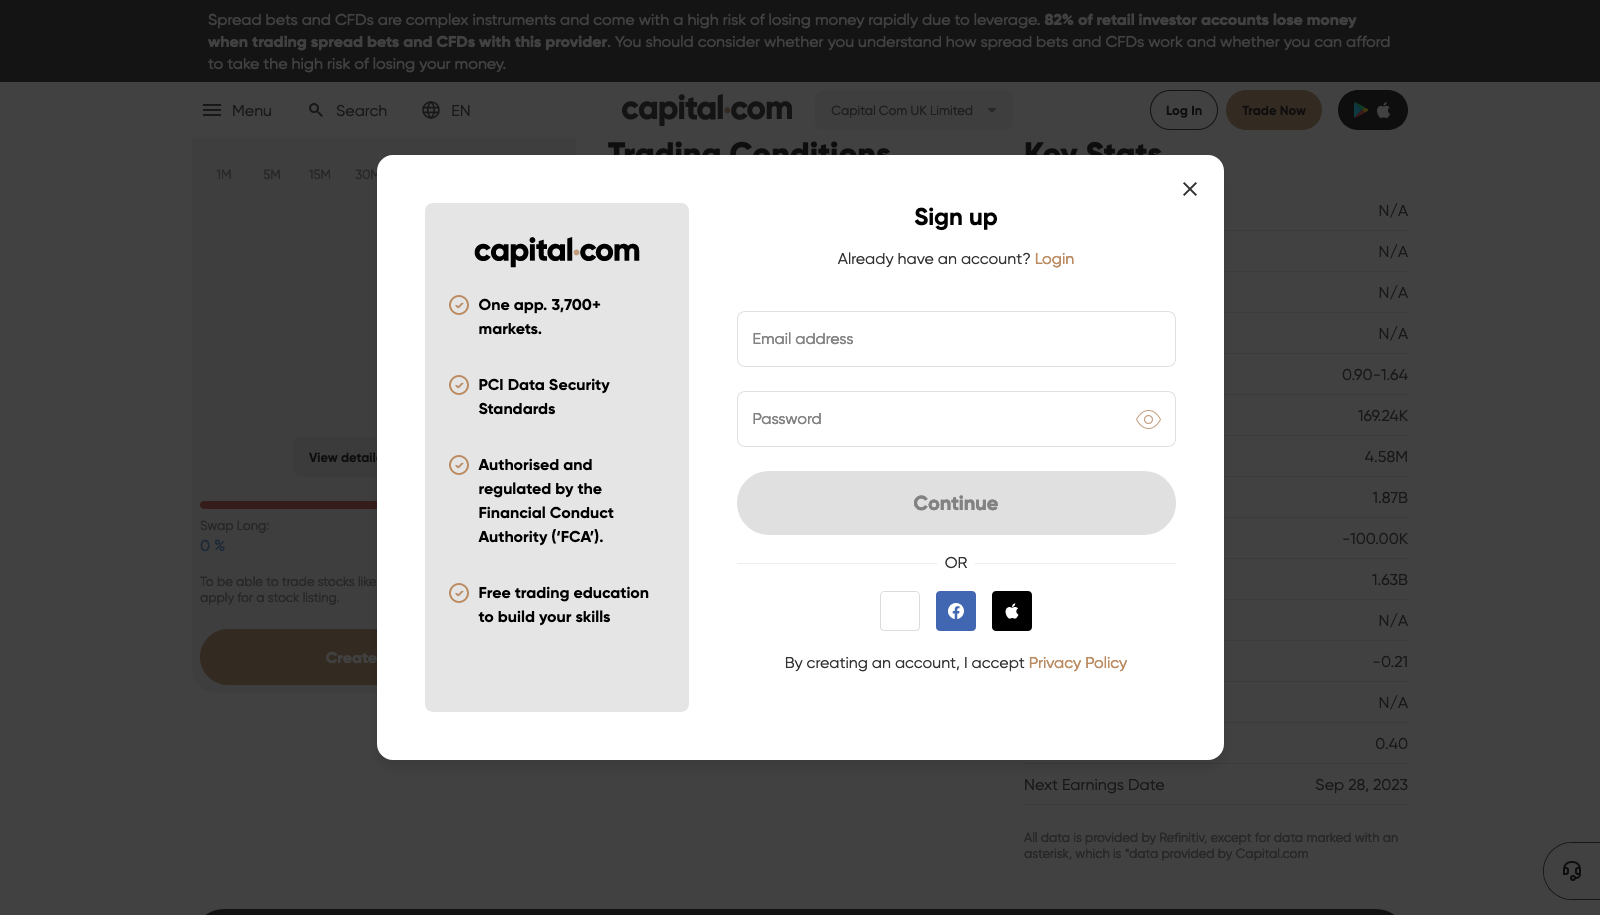 Spread bets and CFDs are complex instruments and come with a high risk of losing money rapidly due to leverage. 82% of retail investor accounts lose money
when trading spread bets and CFDs with this provider. You should consider whether you understand how spread bets and CFDs work and whether you can afford
to take the high risk of losing your money.
Menu
Search
EN
capital.com
Capital Com UK Limited
Log In
Trade Now
Trading Conditions
Key Stats
1M
5M
15M
View
Swap Long:
0 %
To be able to trade stocks like
apply for a stock listing.
Create
Sign up
Already have an account? Login
capital.com
One app. 3,700+
markets.
PCI Data Security
Standards
Authorised and
regulated by the
Financial Conduct
Authority (‘FCA’).
Free trading education
to build your skills
Email address
Password
Continue
OR
By creating an account, I accept Privacy Policy
N/A
N/A
N/A
N/A
0.90-1.64
169.24K
4.58M
1.87B
-100.00K
1.63B
N/A
-0.21
N/A
0.40
Next Earnings Date
Sep 28, 2023
All data is provided by Refinitiv, except for data marked with an
asterisk, which is *data provided by Capital.com